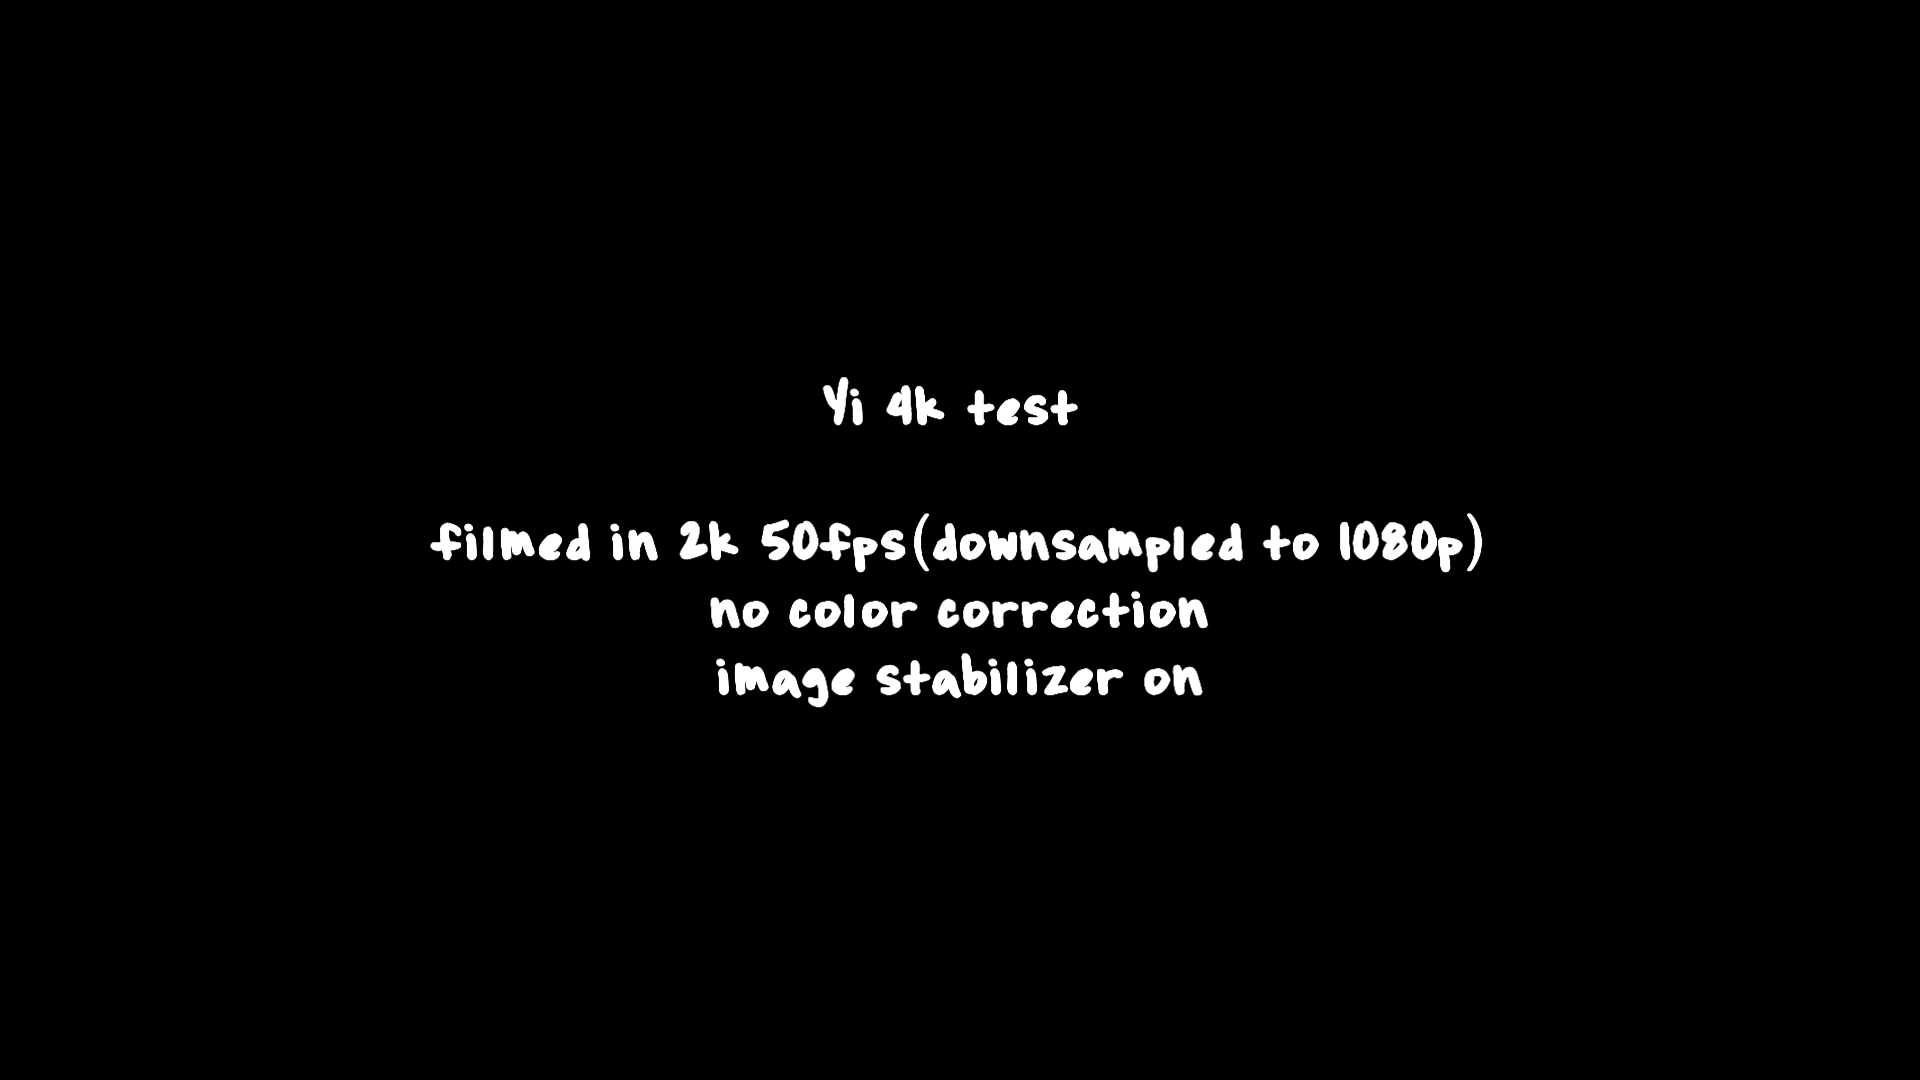 Yi 4k test
filmed in 2k 50fps(downsampled to 1080p)
no color correction
image stabilizer on